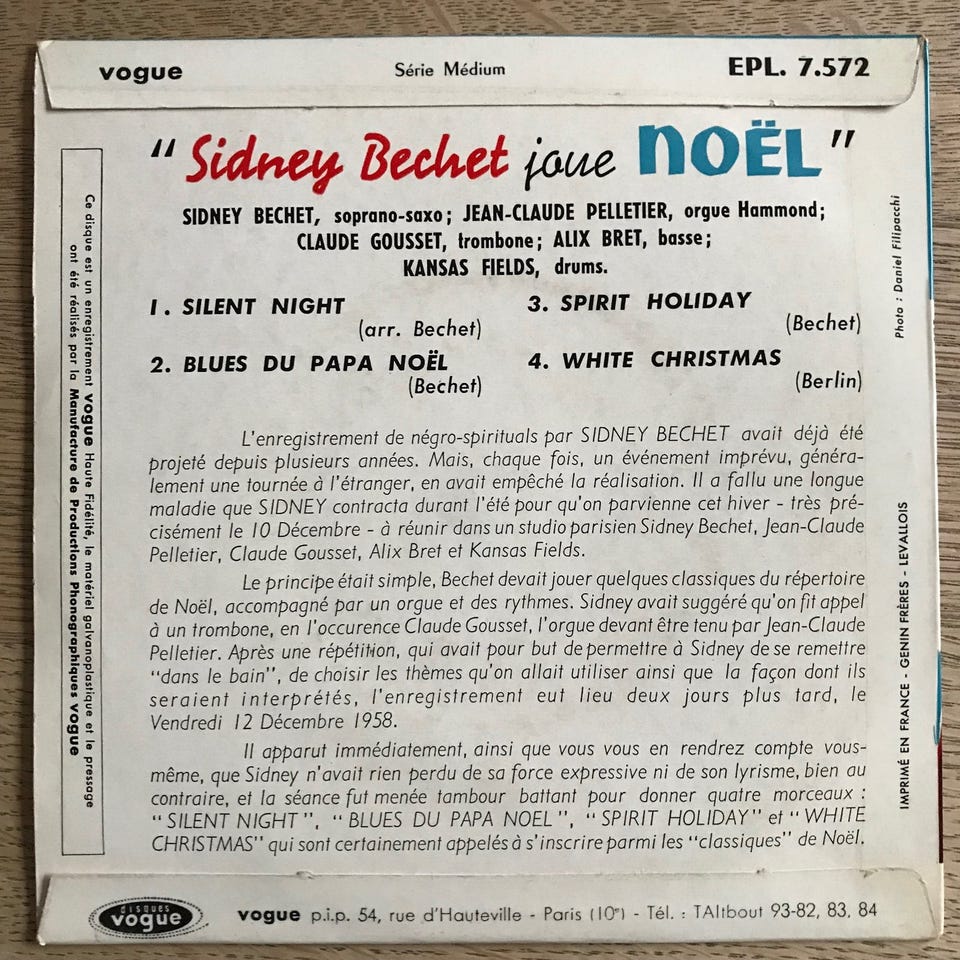 vogue Série Médium EPL. 7.572
" Sidney Bechet joue NOËL "
SIDNEY BECHET, soprano-saxo; JEAN-CLAUDE PELLETIER, orgue Hammond;
CLAUDE GOUSSET, trombone; ALIX BRET, basse;
KANSAS FIELDS, drums.
1. SILENT NIGHT
(arr. Bechet)
2. BLUES DU PAPA NOËL
(Bechet)
3. SPIRIT HOLIDAY
(Bechet)
4. WHITE CHRISTMAS
(Berlin)
L'enregistrement de négro-spirituals par SIDNEY BECHET avait déjà été
projeté depuis plusieurs années. Mais, chaque fois, un événement imprévu, généra-
lement une tournée à l'étranger, en avait empêché la réalisation. Il a fallu une longue
maladie que SIDNEY contracta durant l'été pour qu'on parvienne cet hiver - très pré-
cisément le 10 Décembre - à réunir dans un studio parisien Sidney Bechet, Jean-Claude
Pelletier, Claude Gousset, Alix Bret et Kansas Fields.
Le principe était simple, Bechet devait jouer quelques classiques du répertoire
de Noël, accompagné par un orgue et des rythmes. Sidney avait suggéré qu'on fit appel
à un trombone, en l'occurence Claude Gousset, l'orgue devant être tenu par Jean-Claude
Pelletier. Après une répétition, qui avait pour but de permettre à Sidney de se remettre
"dans le bain", de choisir les thèmes qu'on allait utiliser ainsi que la façon dont ils
seraient interprétés, l'enregistrement eut lieu deux jours plus tard, le
Vendredi 12 Décembre 1958.
Il apparut immédiatement, ainsi que vous vous en rendrez compte vous-
même, que Sidney n'avait rien perdu de sa force expressive ni de son lyrisme, bien au
contraire, et la séance fut menée tambour battant pour donner quatre morceaux :
"SILENT NIGHT", "BLUES DU PAPA NOEL", "SPIRIT HOLIDAY" et "WHITE
CHRISTMAS" qui sont certainement appelés à s'inscrire parmi les "classiques" de Noël.
Ce disque est un enregistrement vogue Haute Fidélité, le matériel galvanoplastique et le pressage
ont été réalisés par la Manufacture de Productions Phonographiques vogue
Photo : Daniel Filipacchi
IMPRIMÉ EN FRANCE - GENIN FRÈRES - LEVALLOIS
disques
vogue
vogue p.i.p. 54, rue d'Hauteville - Paris (10e) - Tél. : TAItbout 93-82, 83, 84